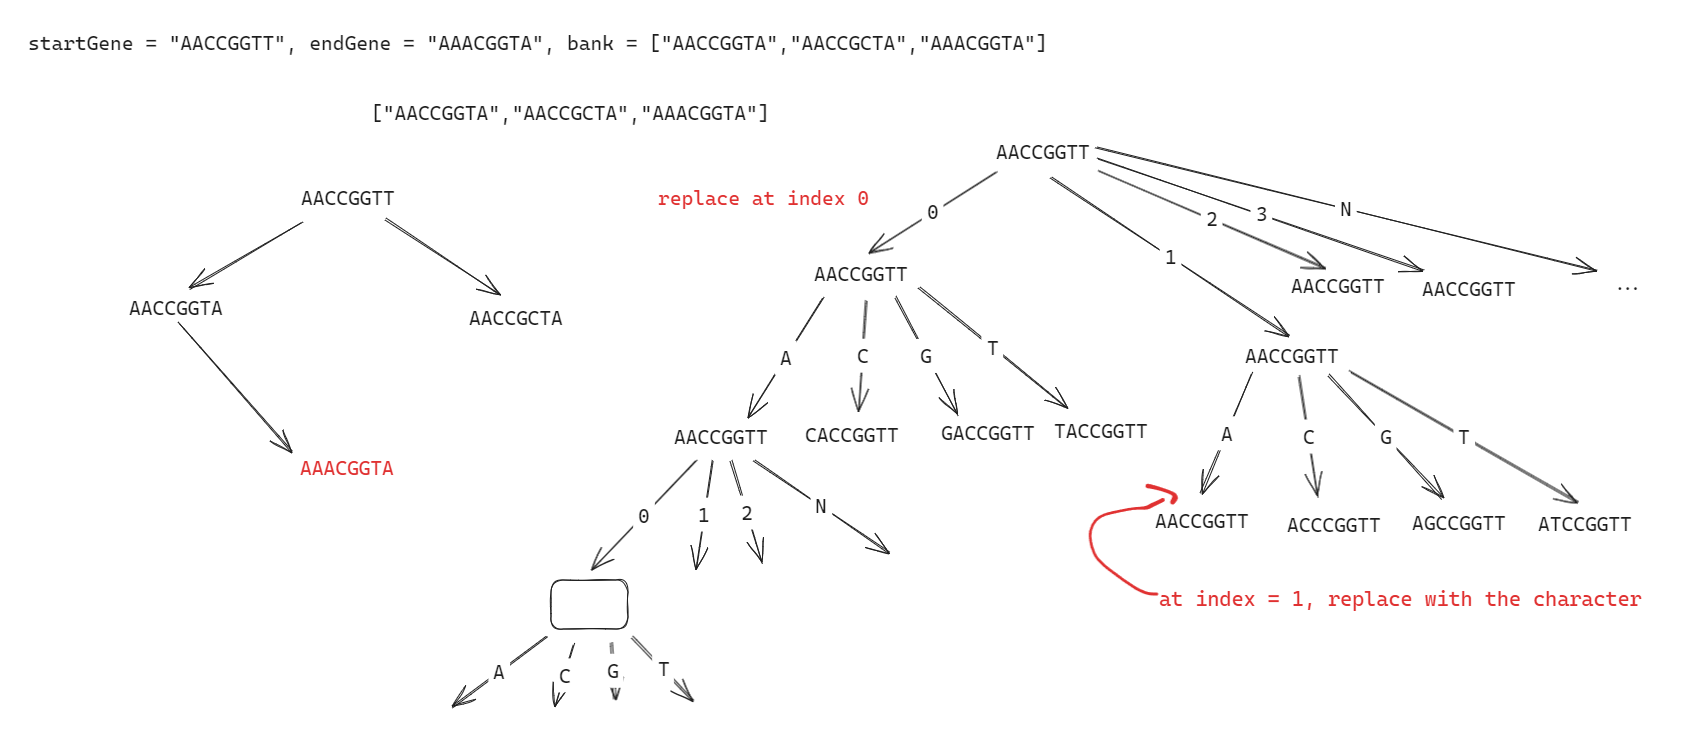 startGene = "AACCGGTT", endGene = "AAACGGTA", bank = ["AACCGGTA","AACCGCTA","AAACGGTA"]
["AACCGGTA","AACCGCTA","AAACGGTA"]
AACCGGTT
AACCGGTA
AACCGCTA
AAACGGTA
replace at index 0
AACCGGTT
0
1
2
3
N
AACCGGTT
AACCGGTT
AACCGGTT
...
A
C
G
T
AACCGGTT
CACCGGTT
GACCGGTT
TACCGGTT
AACCGGTT
A
C
G
T
AACCGGTT
ACCCGGTT
AGCCGGTT
ATCCGGTT
at index = 1, replace with the character
0
1
2
N
A
C
G
T